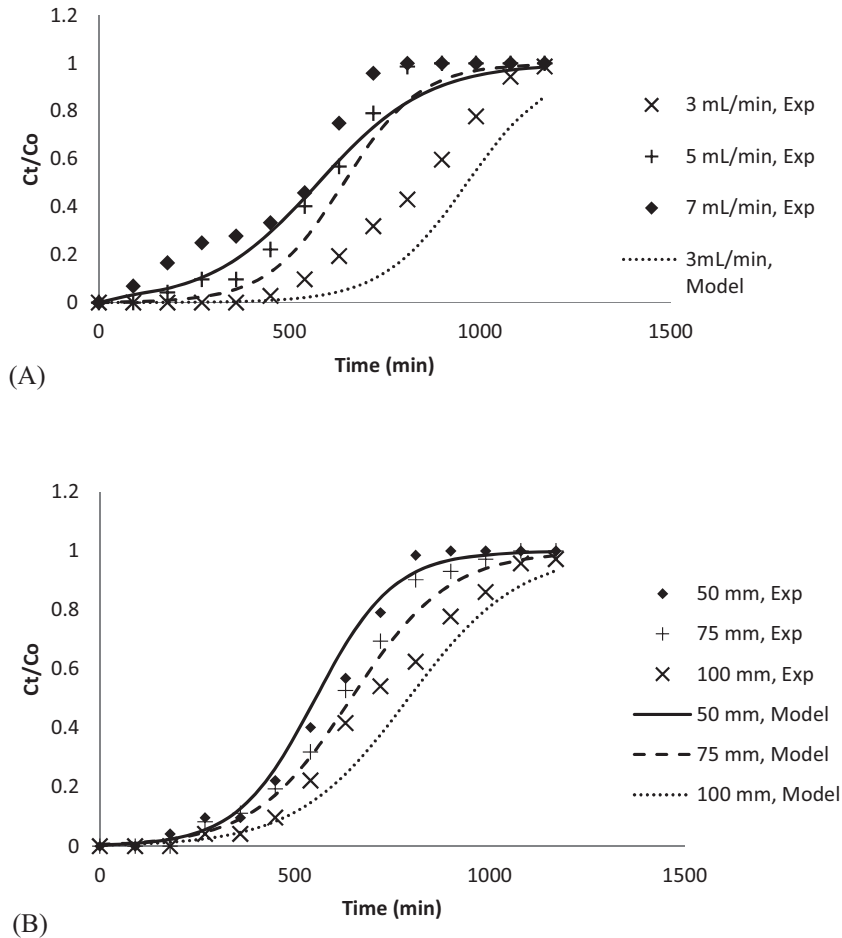 1.2
1
0.8
0.6
0.4
0.2
0
Ct/Co
0
500
1000
1500
Time (min)
3 mL/min, Exp
5 mL/min, Exp
7 mL/min, Exp
3mL/min,
Model
(A)
1.2
1
0.8
0.6
0.4
0.2
0
Ct/Co
0
500
1000
1500
Time (min)
50 mm, Exp
75 mm, Exp
100 mm, Exp
50 mm, Model
75 mm, Model
100 mm, Model
(B)